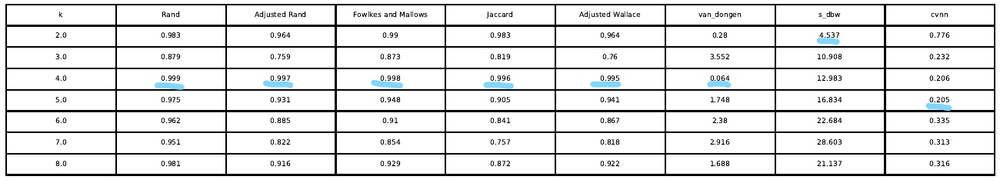 k Rand Adjusted Rand Fowlkes and Mallows Jaccard Adjusted Wallace van_dongen s_dbw cvnn
2.0 0.983 0.964 0.99 0.983 0.964 0.28 4.537 0.776
3.0 0.879 0.759 0.873 0.819 0.76 3.552 10.908 0.232
4.0 0.999 0.997 0.998 0.996 0.995 0.064 12.983 0.206
5.0 0.975 0.931 0.948 0.905 0.941 1.748 16.834 0.205
6.0 0.962 0.885 0.91 0.841 0.867 2.38 22.684 0.335
7.0 0.951 0.822 0.854 0.757 0.818 2.916 28.603 0.313
8.0 0.981 0.916 0.929 0.872 0.922 1.688 21.137 0.316